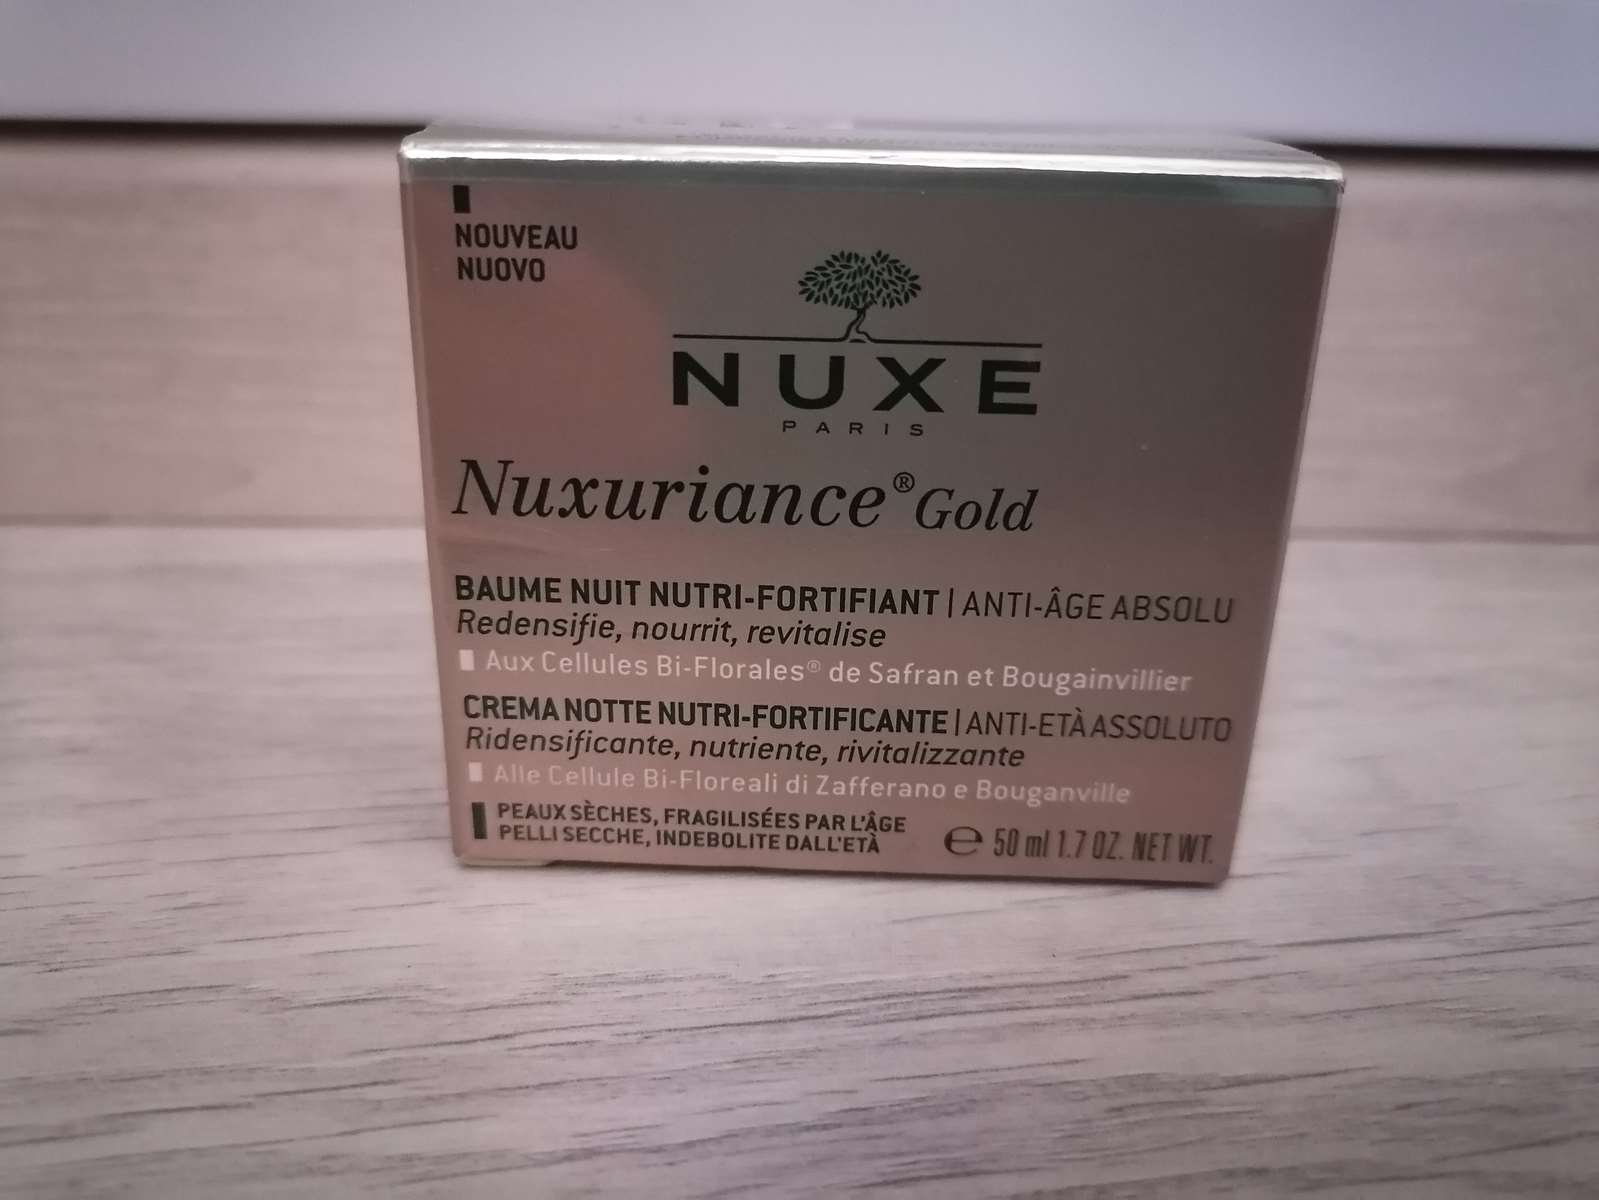 NOUVEAU
NUOVO
NUXE
PARIS
Nuxuriance® Gold
BAUME NUIT NUTRI-FORTIFIANT | ANTI-ÂGE ABSOLU
Redensifie, nourrit, revitalise
Aux Cellules Bi-Florales® de Safran et Bougainvillier
CREMA NOTTE NUTRI-FORTIFICANTE | ANTI-ETÀ ASSOLUTO
Ridensificante, nutriente, rivitalizzante
Alle Cellule Bi-Floreali di Zafferano e Bouganville
PEAUX SÈCHES, FRAGILISÉES PAR L'ÂGE
PELLI SECCHE, INDEBOLITE DALL'ETÀ
℮ 50 ml 1.7 OZ. NET WT.